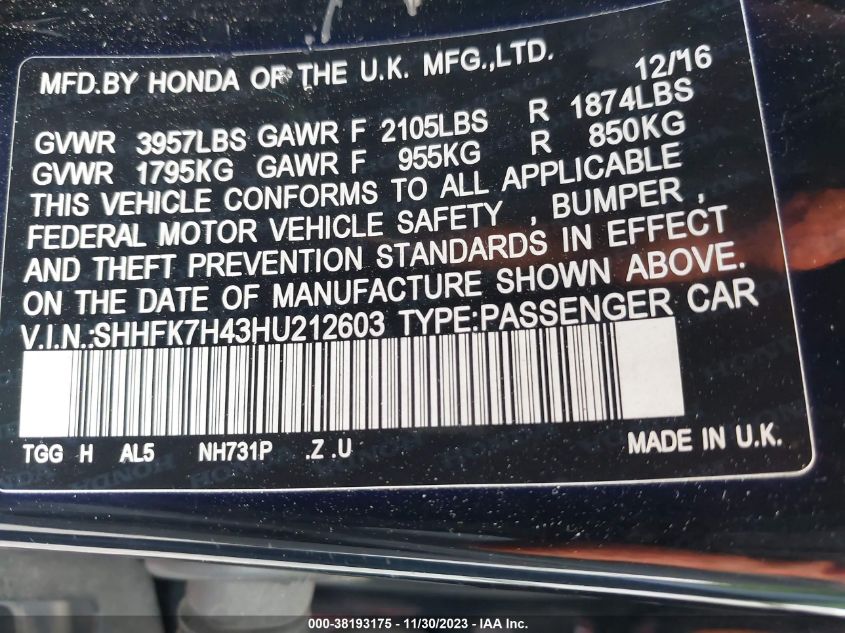 MFD.BY HONDA OF THE U.K. MFG.,LTD. 12/'16
GVWR 3957LBS GAWR F 2105LBS R 1874LBS
GVWR 1795KG GAWR F 955KG R 850KG
THIS VEHICLE CONFORMS TO ALL APPLICABLE
FEDERAL MOTOR VEHICLE SAFETY , BUMPER ,
AND THEFT PREVENTION STANDARDS IN EFFECT
ON THE DATE OF MANUFACTURE SHOWN ABOVE.
V.I.N.:SHHFK7H43HU212603 TYPE:PASSENGER CAR
TGG H AL5 NH731P .Z .U MADE IN U.K.
000-38193175 - 11/30/2023 - IAA Inc.